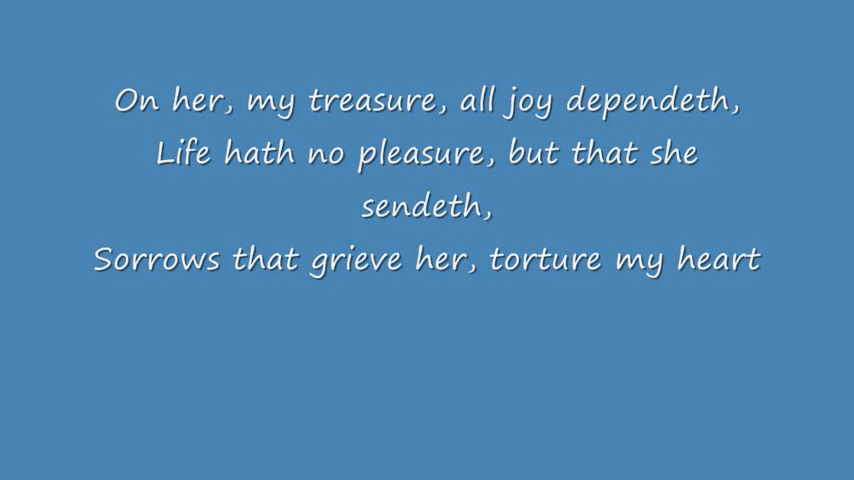 On her, my treasure, all joy dependeth,
Life hath no pleasure, but that she
sendeth,
Sorrows that grieve her, torture my heart